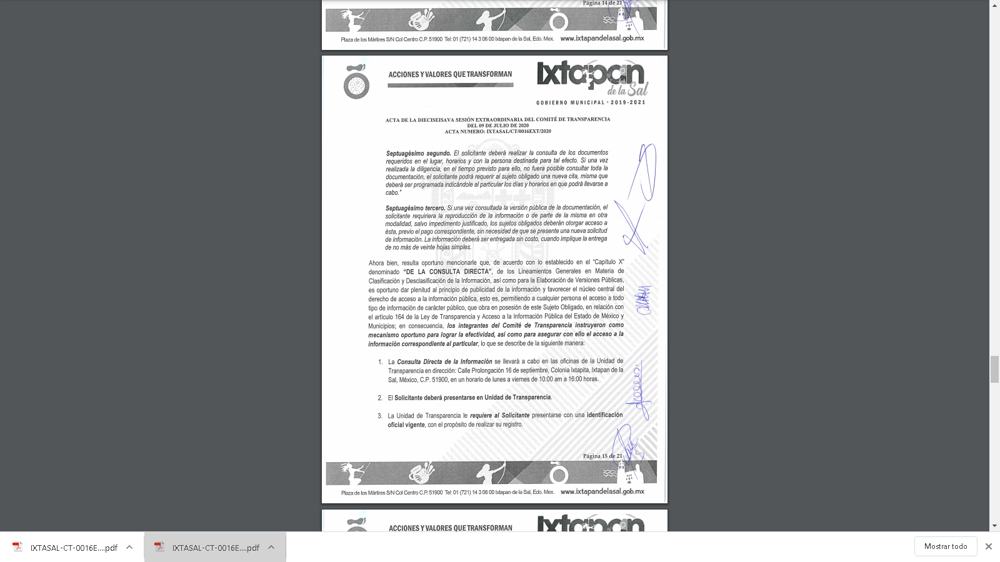 Página 14 de 21
Plaza de los Mártires S/N Col Centro C.P. 51900 Tel: 01 (721) 14 3 06 00 Ixtapan de la Sal, Edo. Mex. www.ixtapandelasal.gob.mx
ACCIONES Y VALORES QUE TRANSFORMAN
Ixtapan
de la Sal
GOBIERNO MUNICIPAL · 2019-2021
ACTA DE LA DIECISEISAVA SESIÓN EXTRAORDINARIA DEL COMITÉ DE TRANSPARENCIA
DEL 09 DE JULIO DE 2020
ACTA NUMERO: IXTASAL/CT/0016EXT/2020
Septuagésimo segundo. El solicitante deberá realizar la consulta de los documentos
requeridos en el lugar, horarios y con la persona destinada para tal efecto. Si una vez
realizada la diligencia, en el tiempo previsto para ello, no fuera posible consultar toda la
documentación, el solicitante podrá requerir al sujeto obligado una nueva cita, misma que
deberá ser programada indicándole al particular los días y horarios en que podrá llevarse a
cabo.”
Septuagésimo tercero. Si una vez consultada la versión pública de la documentación, el
solicitante requiriera la reproducción de la información o de parte de la misma en otra
modalidad, salvo impedimento justificado, los sujetos obligados deberán otorgar acceso a
ésta, previo el pago correspondiente, sin necesidad de que se presente una nueva solicitud
de información. La información deberá ser entregada sin costo, cuando implique la entrega
de no más de veinte hojas simples.
Ahora bien, resulta oportuno mencionarle que, de acuerdo con lo establecido en el “Capítulo X”
denominado “DE LA CONSULTA DIRECTA”, de los Lineamientos Generales en Materia de
Clasificación y Desclasificación de la Información, así como para la Elaboración de Versiones Públicas,
es oportuno dar plenitud al principio de publicidad de la información y favorecer el núcleo central del
derecho de acceso a la información pública, esto es, permitiendo a cualquier persona el acceso a todo
tipo de información de carácter público, que obra en posesión de este Sujeto Obligado, en relación con
el artículo 164 de la Ley de Transparencia y Acceso a la Información Pública del Estado de México y
Municipios; en consecuencia, los integrantes del Comité de Transparencia instruyeron como
mecanismo oportuno para lograr la efectividad, así como para asegurar con ello el acceso a la
información correspondiente al particular, lo que se describe de la siguiente manera:
1. La Consulta Directa de la Información se llevará a cabo en las oficinas de la Unidad de
Transparencia en dirección: Calle Prolongación 16 de septiembre, Colonia Ixtapita, Ixtapan de la
Sal, México, C.P. 51900, en un horario de lunes a viernes de 10:00 am a 16:00 horas.
2. El Solicitante deberá presentarse en Unidad de Transparencia.
3. La Unidad de Transparencia le requiere al Solicitante presentarse con una identificación
oficial vigente, con el propósito de realizar su registro.
Página 15 de 21
Plaza de los Mártires S/N Col Centro C.P. 51900 Tel: 01 (721) 14 3 06 00 Ixtapan de la Sal, Edo. Mex. www.ixtapandelasal.gob.mx
ACCIONES Y VALORES QUE TRANSFORMAN
Ixtapan
IXTASAL-CT-0016E....pdf
IXTASAL-CT-0016E....pdf
Mostrar todo